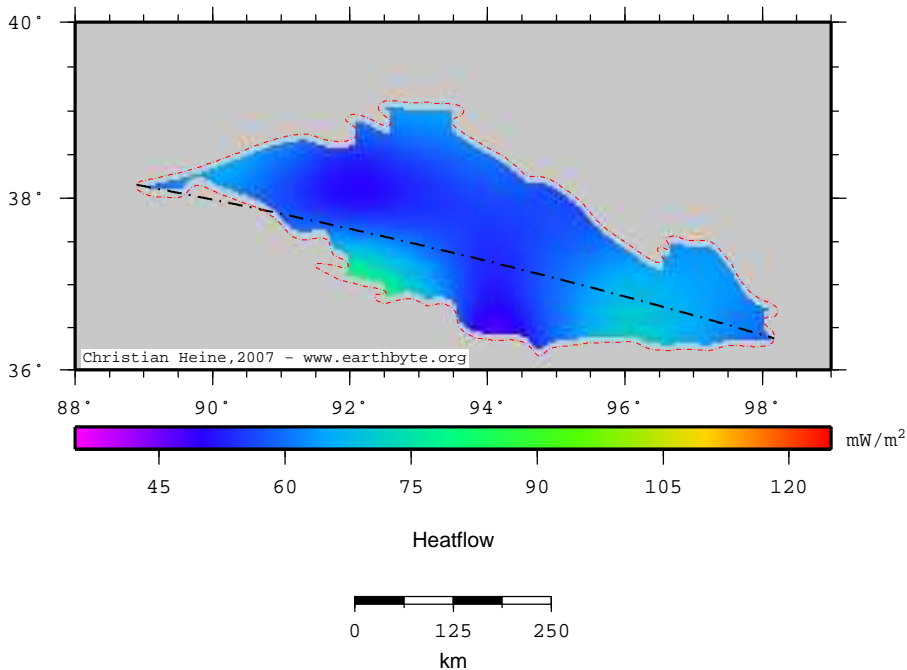 40°
38°
36°
Christian Heine,2007 - www.earthbyte.org
88° 90° 92° 94° 96° 98°
mW/m²
45 60 75 90 105 120
Heatflow
0 125 250
km